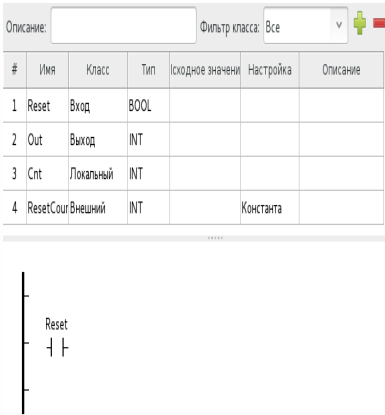 Описание: Фильтр класса: Все
# Имя Класс Тип Исходное значени Настройка Описание
1 Reset Вход BOOL
2 Out Выход INT
3 Cnt Локальный INT
4 ResetCour Внешний INT Константа
Reset